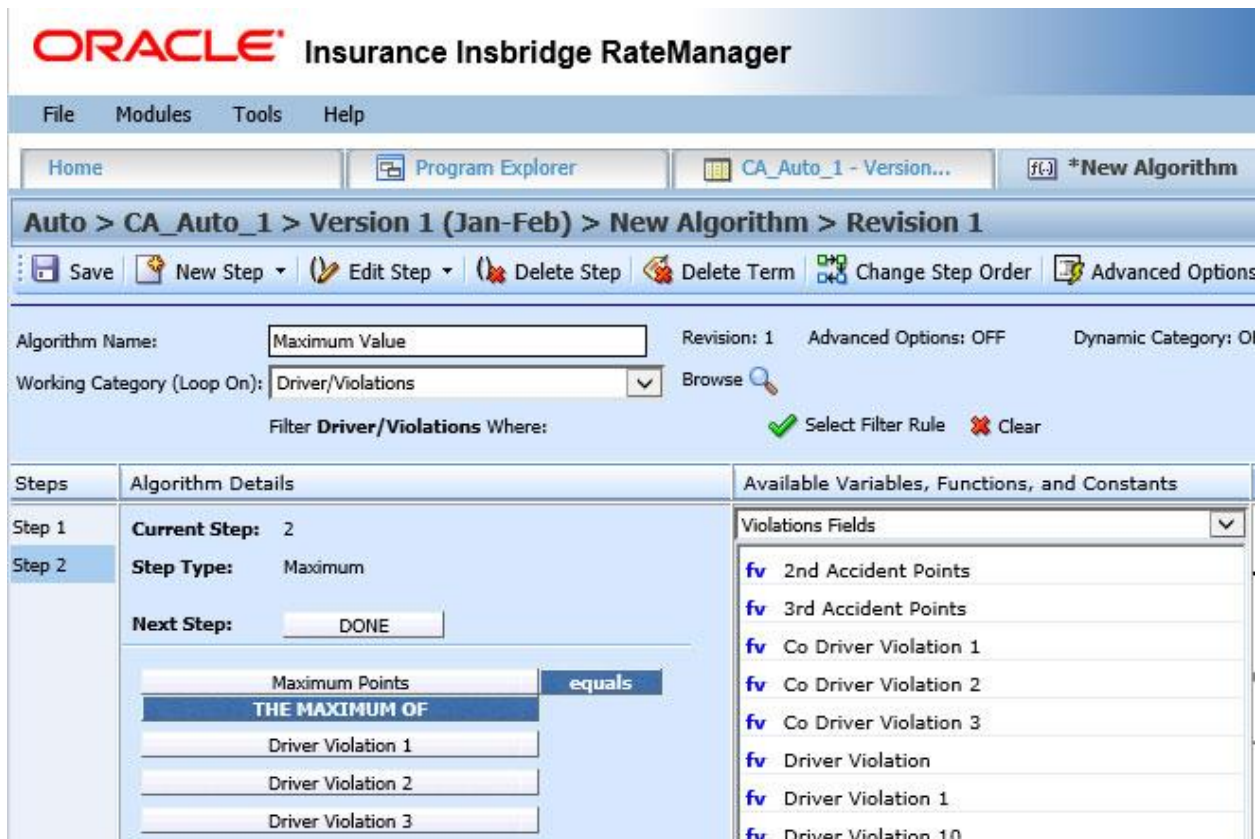 ORACLE Insurance Insbridge RateManager
File Modules Tools Help
Home Program Explorer CA_Auto_1 - Version... f(.) *New Algorithm
Auto > CA_Auto_1 > Version 1 (Jan-Feb) > New Algorithm > Revision 1
Save New Step Edit Step Delete Step Delete Term Change Step Order Advanced Options
Algorithm Name: Maximum Value Revision: 1 Advanced Options: OFF Dynamic Category:
Working Category (Loop On): Driver/Violations Browse
Filter Driver/Violations Where: Select Filter Rule Clear
Steps Algorithm Details Available Variables, Functions, and Constants
Step 1
Step 2
Current Step: 2
Step Type: Maximum
Next Step: DONE
Maximum Points equals
THE MAXIMUM OF
Driver Violation 1
Driver Violation 2
Driver Violation 3
Violations Fields
fv 2nd Accident Points
fv 3rd Accident Points
fv Co Driver Violation 1
fv Co Driver Violation 2
fv Co Driver Violation 3
fv Driver Violation
fv Driver Violation 1
fv Driver Violation 10